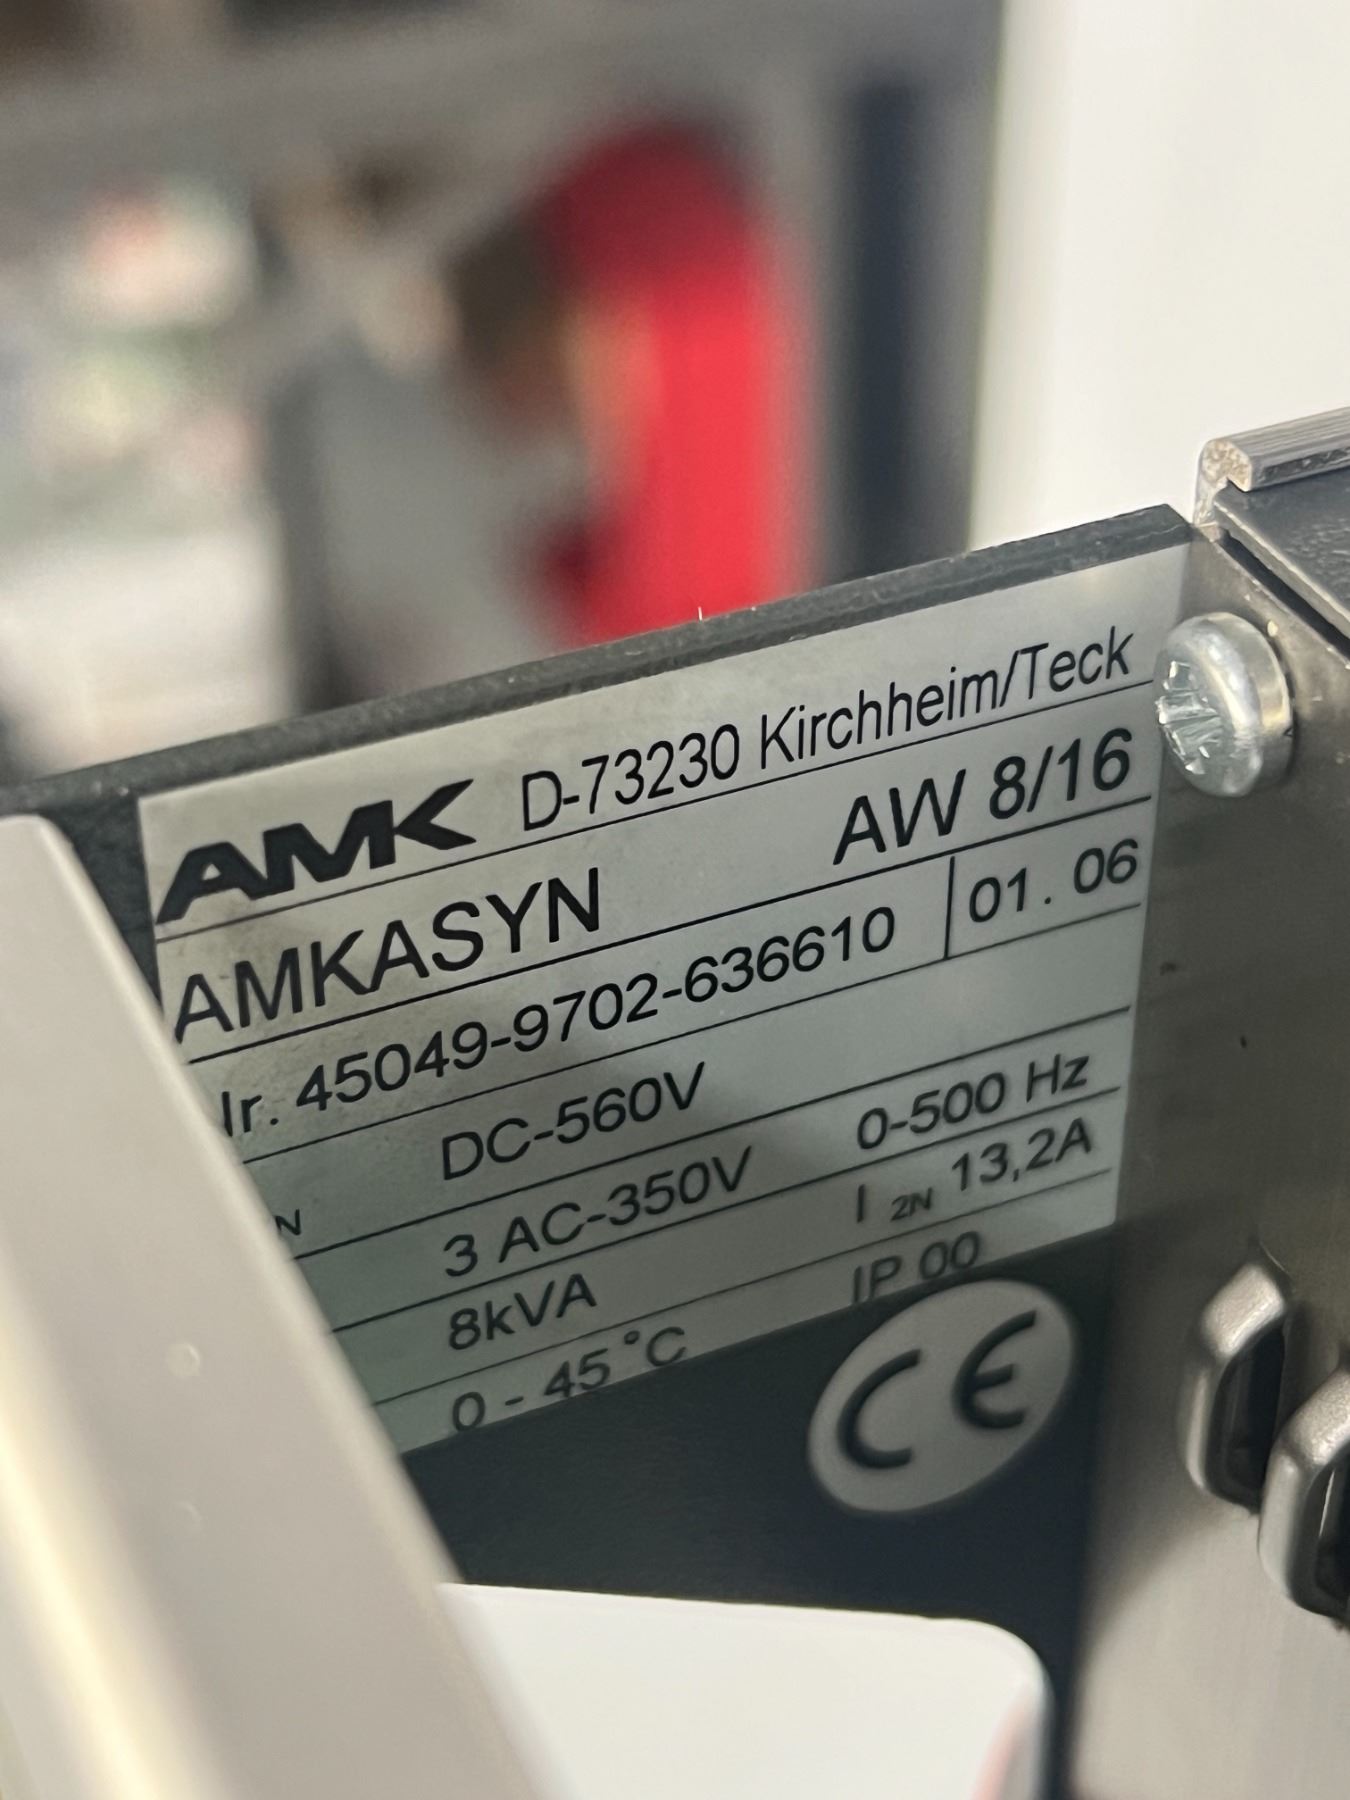 AMK D-73230 Kirchheim/Teck
AMKASYN AW 8/16
Nr. 45049-9702-636610 01. 06
N DC-560V
3 AC-350V 0-500 Hz
8kVA I 2N 13,2A
0 - 45 °C IP 00
CE